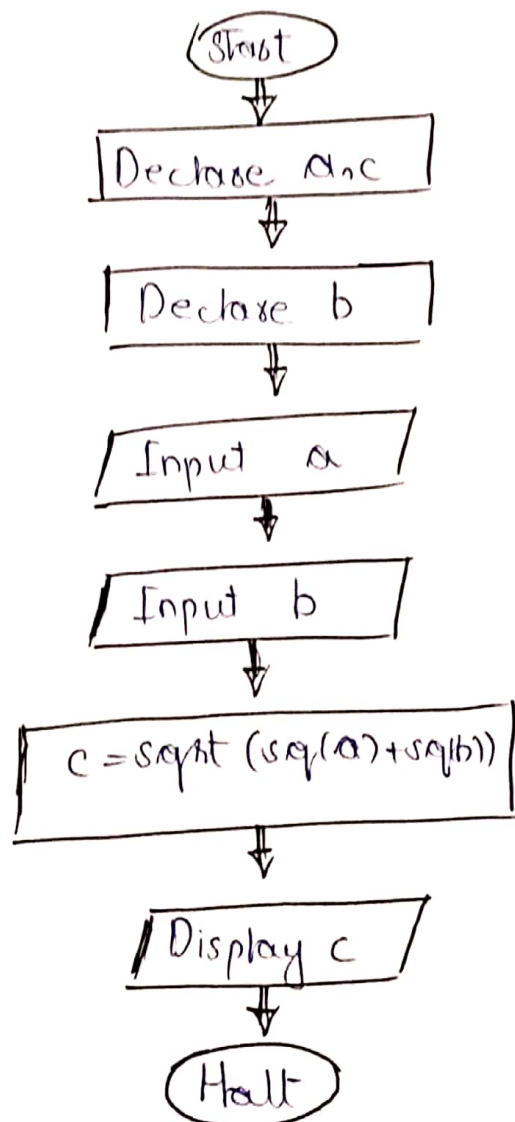 Start
Declare a,c
Declare b
Input a
Input b
c = sqrt (sq(a)+sq(b))
Display c
Halt